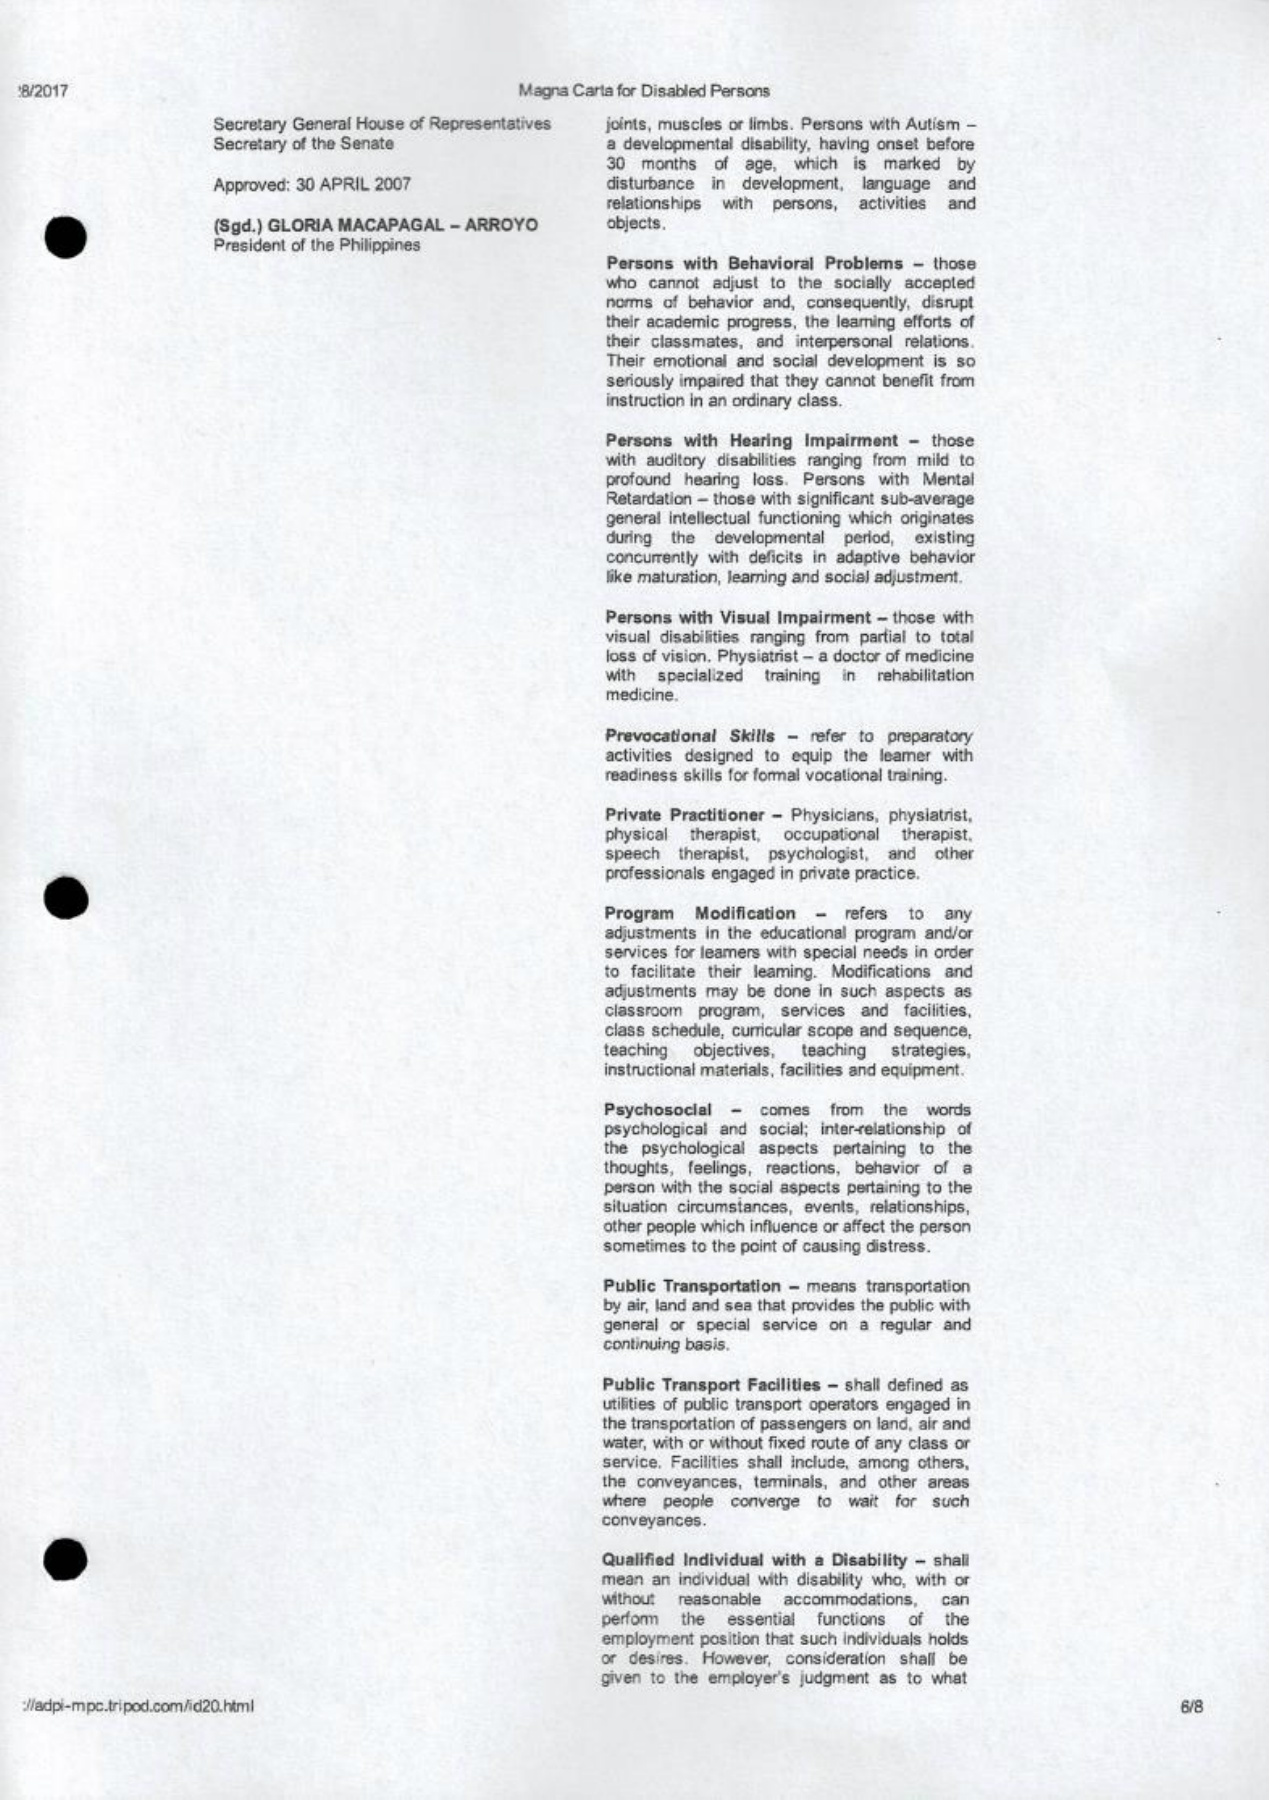 :8/2017
Magna Carta for Disabled Persons
Secretary General House of Representatives
Secretary of the Senate
Approved: 30 APRIL 2007
(Sgd.) GLORIA MACAPAGAL – ARROYO
President of the Philippines
joints, muscles or limbs. Persons with Autism –
a developmental disability, having onset before
30 months of age, which is marked by
disturbance in development, language and
relationships with persons, activities and
objects.
Persons with Behavioral Problems – those
who cannot adjust to the socially accepted
norms of behavior and, consequently, disrupt
their academic progress, the learning efforts of
their classmates, and interpersonal relations.
Their emotional and social development is so
seriously impaired that they cannot benefit from
instruction in an ordinary class.
Persons with Hearing Impairment – those
with auditory disabilities ranging from mild to
profound hearing loss. Persons with Mental
Retardation – those with significant sub-average
general intellectual functioning which originates
during the developmental period, existing
concurrently with deficits in adaptive behavior
like maturation, learning and social adjustment.
Persons with Visual Impairment – those with
visual disabilities ranging from partial to total
loss of vision. Physiatrist – a doctor of medicine
with specialized training in rehabilitation
medicine.
Prevocational Skills – refer to preparatory
activities designed to equip the learner with
readiness skills for formal vocational training.
Private Practitioner – Physicians, physiatrist,
physical therapist, occupational therapist,
speech therapist, psychologist, and other
professionals engaged in private practice.
Program Modification – refers to any
adjustments in the educational program and/or
services for learners with special needs in order
to facilitate their learning. Modifications and
adjustments may be done in such aspects as
classroom program, services and facilities,
class schedule, curricular scope and sequence,
teaching objectives, teaching strategies,
instructional materials, facilities and equipment.
Psychosocial – comes from the words
psychological and social; inter-relationship of
the psychological aspects pertaining to the
thoughts, feelings, reactions, behavior of a
person with the social aspects pertaining to the
situation circumstances, events, relationships,
other people which influence or affect the person
sometimes to the point of causing distress.
Public Transportation – means transportation
by air, land and sea that provides the public with
general or special service on a regular and
continuing basis.
Public Transport Facilities – shall defined as
utilities of public transport operators engaged in
the transportation of passengers on land, air and
water, with or without fixed route of any class or
service. Facilities shall include, among others,
the conveyances, terminals, and other areas
where people converge to wait for such
conveyances.
Qualified Individual with a Disability – shall
mean an individual with disability who, with or
without reasonable accommodations, can
perform the essential functions of the
employment position that such individuals holds
or desires. However, consideration shall be
given to the employer's judgment as to what
://adpi-mpc.tripod.com/id20.html
6/8